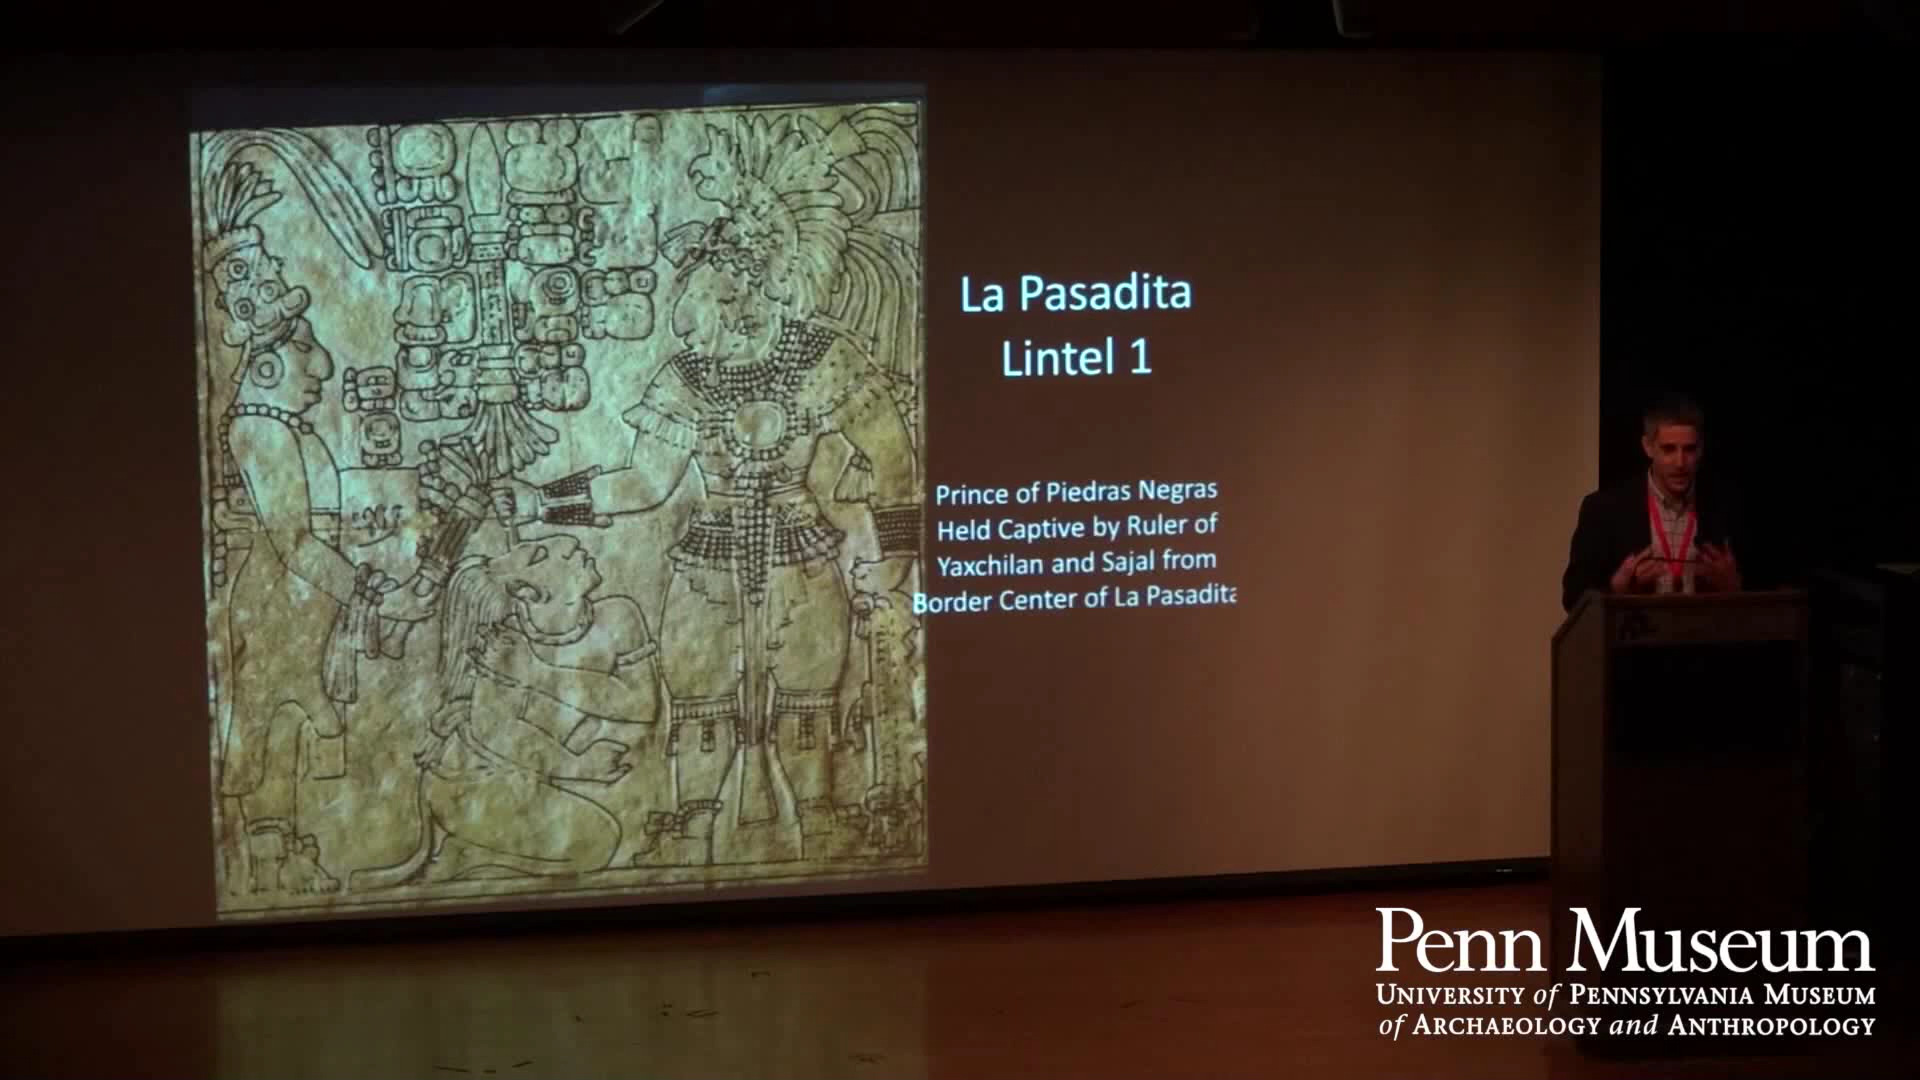 La Pasadita
Lintel 1
Prince of Piedras Negras
Held Captive by Ruler of
Yaxchilan and Sajal from
Border Center of La Pasadita
Penn Museum
University of Pennsylvania Museum
of Archaeology and Anthropology